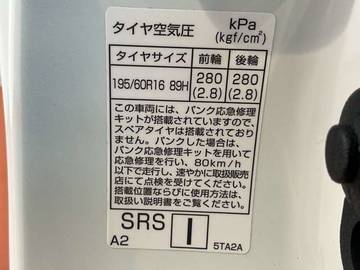 タイヤ空気圧 kPa (kgf/cm²)
タイヤサイズ 前輪 後輪
195/60R16 89H 280 (2.8) 280 (2.8)
この車両には、パンク応急修理
キットが搭載されていますので、
スペアタイヤは搭載されており
ません。パンクした場合は、
パンク応急修理キットを用いて
応急修理を行い、80km/h
以下で走行し、速やかに取扱販売
店にて点検を受けてください。
搭載位置ならびに使用方法は、
取扱説明書をご覧ください。
SRS I
A2 5TA2A